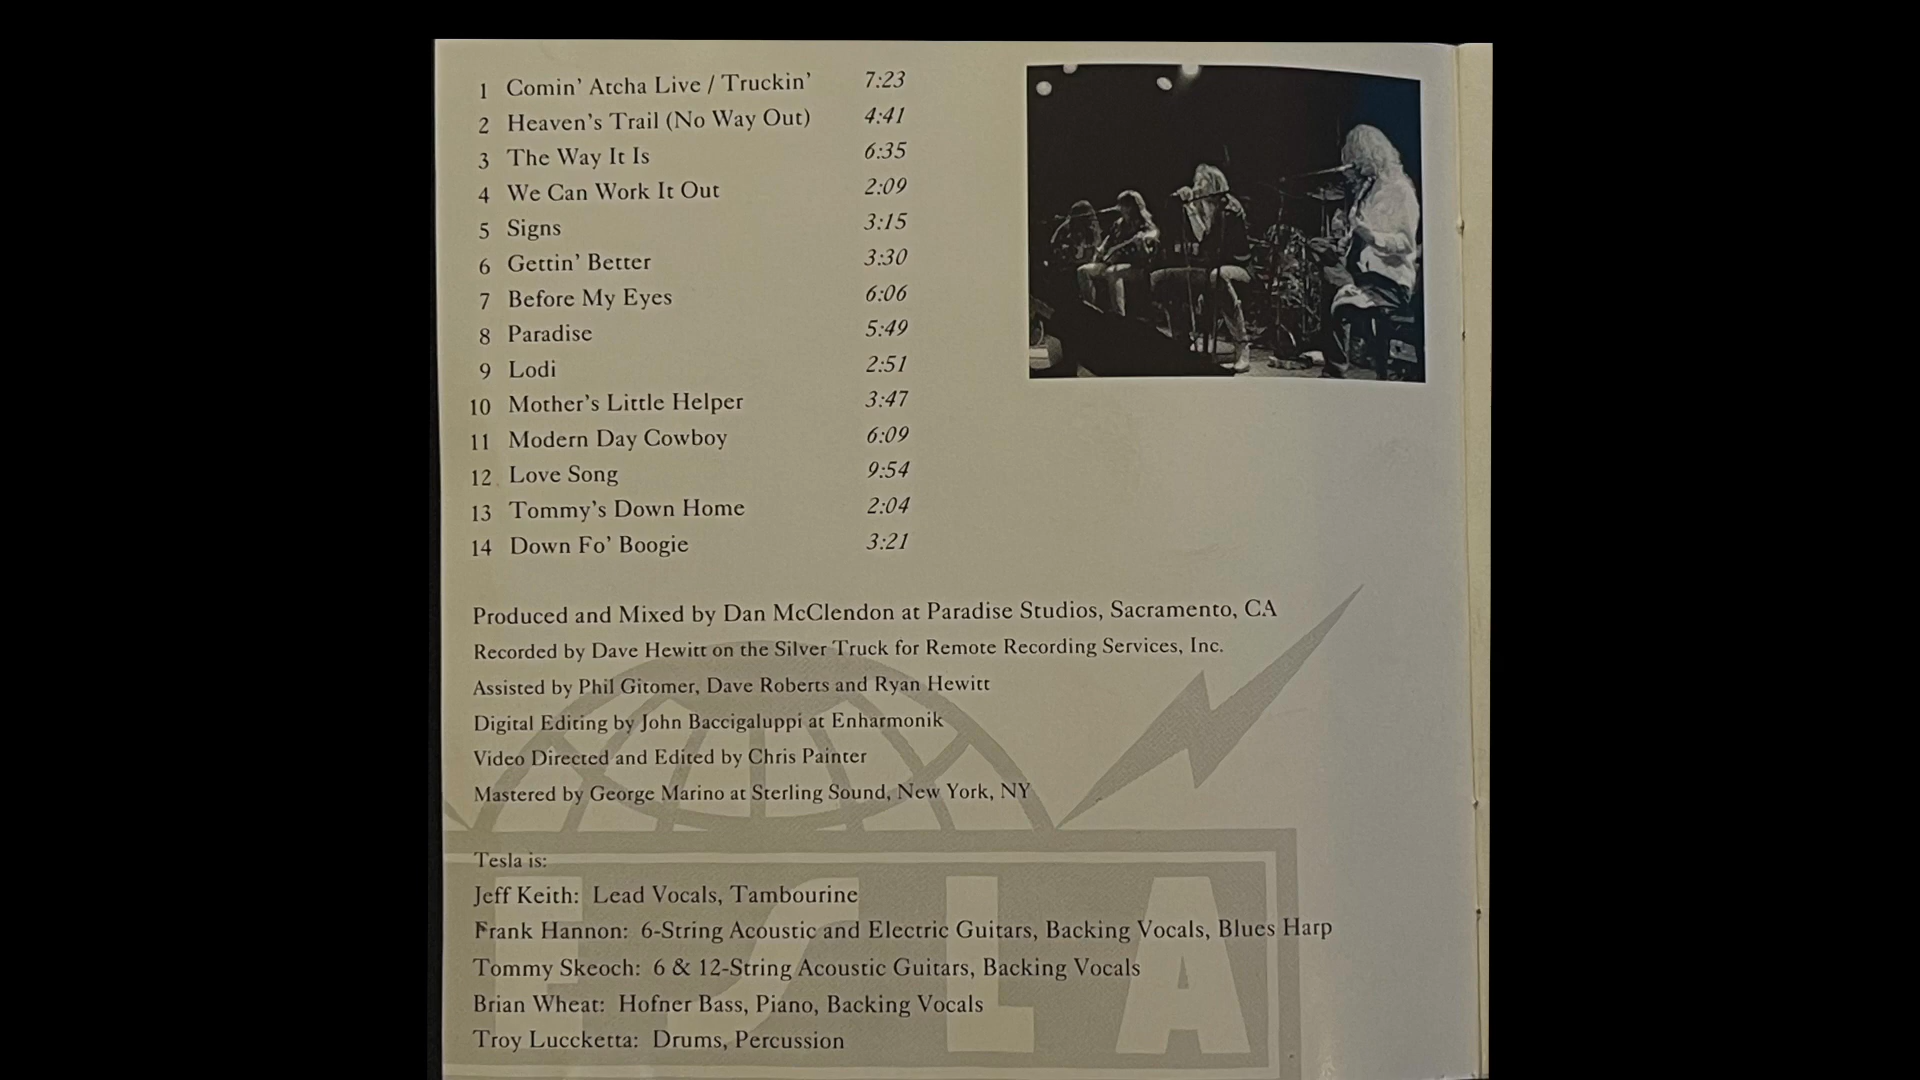 1 Comin' Atcha Live / Truckin' 7:23
2 Heaven's Trail (No Way Out) 4:41
3 The Way It Is 6:35
4 We Can Work It Out 2:09
5 Signs 3:15
6 Gettin' Better 3:30
7 Before My Eyes 6:06
8 Paradise 5:49
9 Lodi 2:51
10 Mother's Little Helper 3:47
11 Modern Day Cowboy 6:09
12 Love Song 9:54
13 Tommy's Down Home 2:04
14 Down Fo' Boogie 3:21
Produced and Mixed by Dan McClendon at Paradise Studios, Sacramento, CA
Recorded by Dave Hewitt on the Silver Truck for Remote Recording Services, Inc.
Assisted by Phil Gitomer, Dave Roberts and Ryan Hewitt
Digital Editing by John Baccigaluppi at Enharmonik
Video Directed and Edited by Chris Painter
Mastered by George Marino at Sterling Sound, New York, NY
Tesla is:
Jeff Keith: Lead Vocals, Tambourine
Frank Hannon: 6-String Acoustic and Electric Guitars, Backing Vocals, Blues Harp
Tommy Skeoch: 6 & 12-String Acoustic Guitars, Backing Vocals
Brian Wheat: Hofner Bass, Piano, Backing Vocals
Troy Luccketta: Drums, Percussion
ESLA